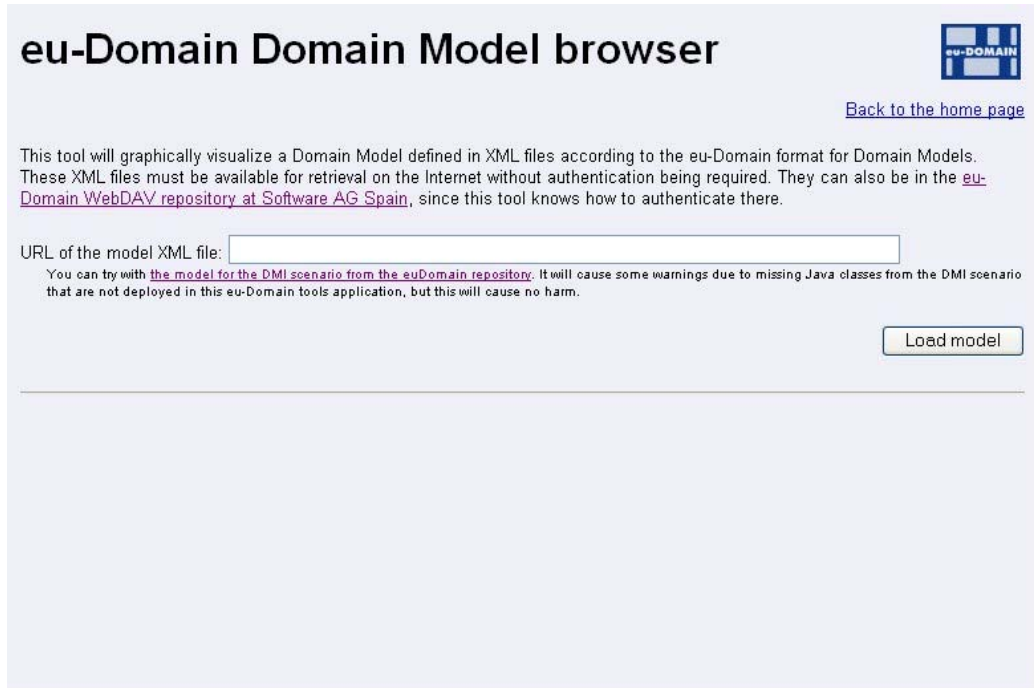 eu-Domain Domain Model browser
eu-DOMAIN
Back to the home page
This tool will graphically visualize a Domain Model defined in XML files according to the eu-Domain format for Domain Models.
These XML files must be available for retrieval on the Internet without authentication being required. They can also be in the eu-
Domain WebDAV repository at Software AG Spain, since this tool knows how to authenticate there.
URL of the model XML file:
You can try with the model for the DMI scenario from the euDomain repository. It will cause some warnings due to missing Java classes from the DMI scenario
that are not deployed in this eu-Domain tools application, but this will cause no harm.
Load model